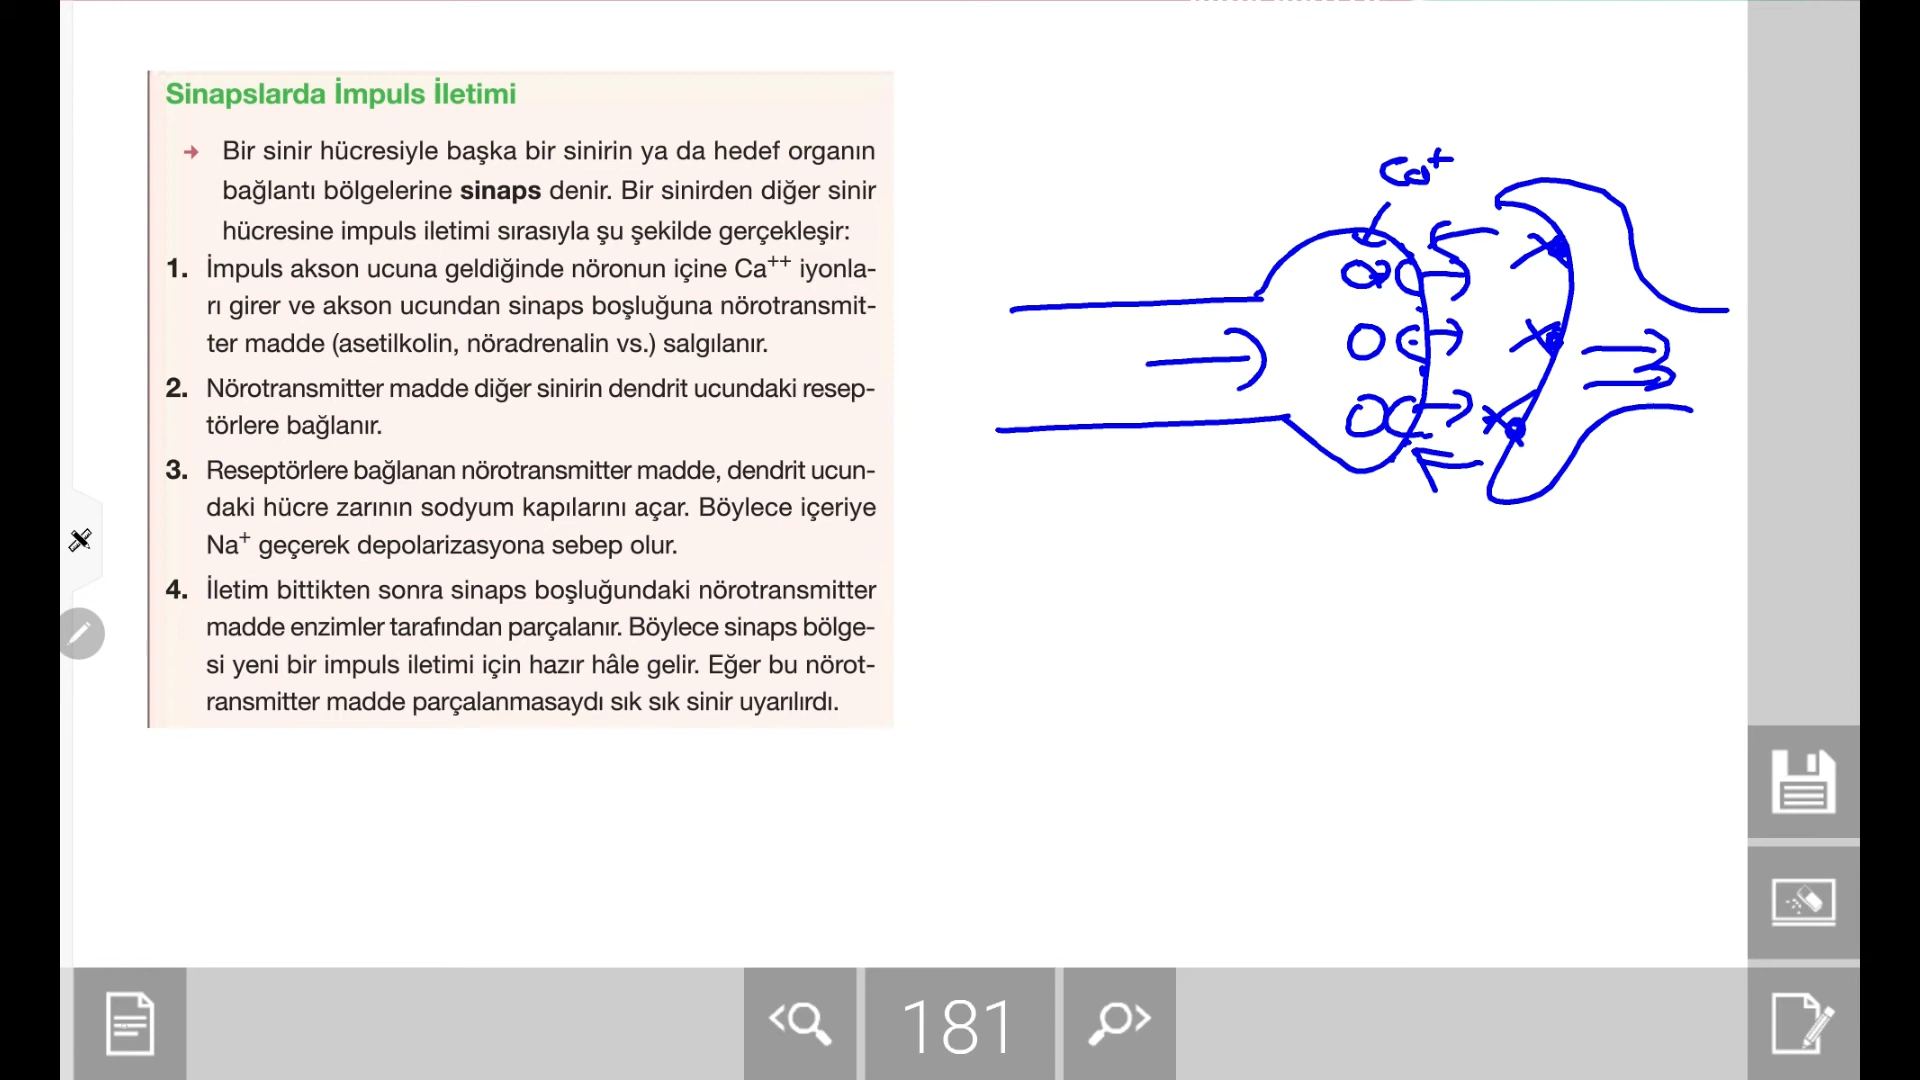 Sinapslarda İmpuls İletimi
→ Bir sinir hücresiyle başka bir sinirin ya da hedef organın
bağlantı bölgelerine sinaps denir. Bir sinirden diğer sinir
hücresine impuls iletimi sırasıyla şu şekilde gerçekleşir:
1. İmpuls akson ucuna geldiğinde nöronun içine Ca++ iyonla-
rı girer ve akson ucundan sinaps boşluğuna nörotransmit-
ter madde (asetilkolin, nöradrenalin vs.) salgılanır.
2. Nörotransmitter madde diğer sinirin dendrit ucundaki resep-
törlere bağlanır.
3. Reseptörlere bağlanan nörotransmitter madde, dendrit ucun-
daki hücre zarının sodyum kapılarını açar. Böylece içeriye
Na+ geçerek depolarizasyona sebep olur.
4. İletim bittikten sonra sinaps boşluğundaki nörotransmitter
madde enzimler tarafından parçalanır. Böylece sinaps bölge-
si yeni bir impuls iletimi için hazır hâle gelir. Eğer bu nörot-
ransmitter madde parçalanmasaydı sık sık sinir uyarılırdı.
Ca+
181